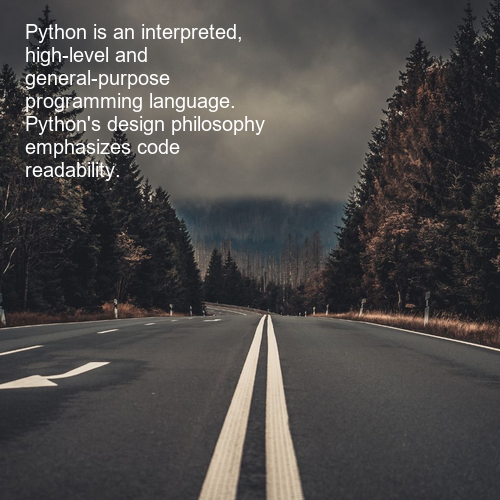 Python is an interpreted,
high-level and
general-purpose
programming language.
Python's design philosophy
emphasizes code
readability.